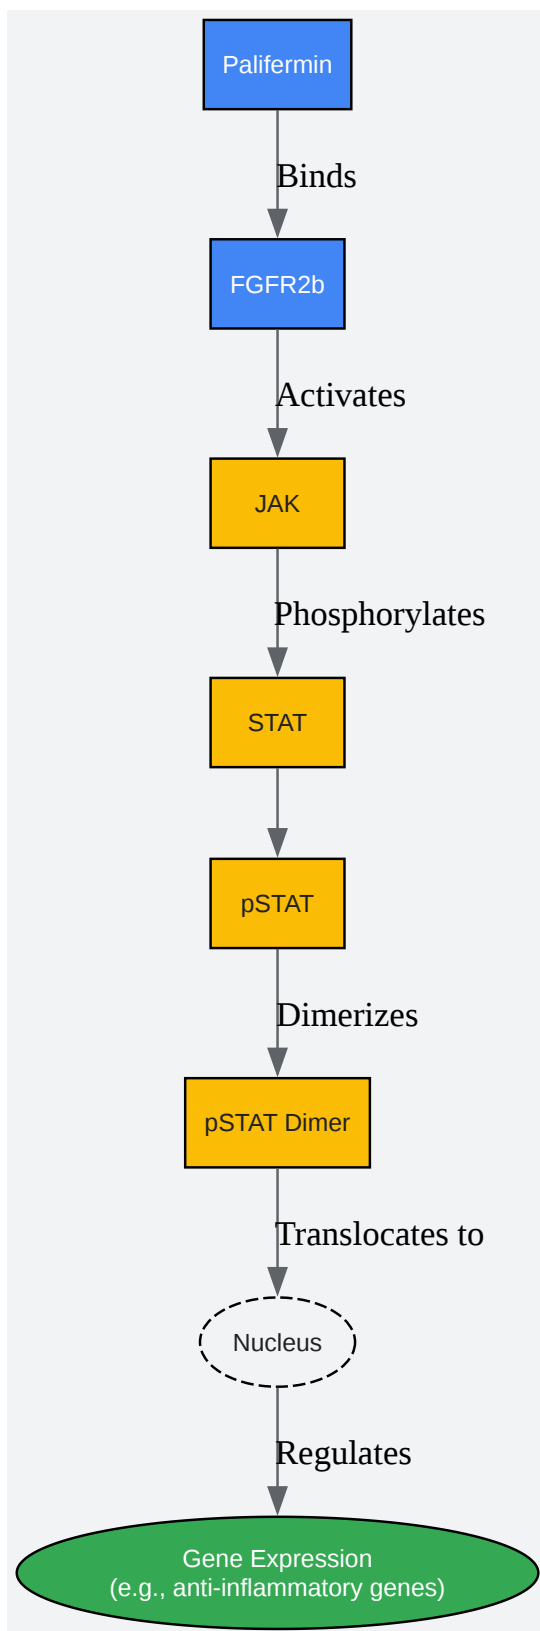 Palifermin
Binds
FGFR2b
Activates
JAK
Phosphorylates
STAT
pSTAT
Dimerizes
pSTAT Dimer
Translocates to
Nucleus
Regulates
Gene Expression
(e.g., anti-inflammatory genes)